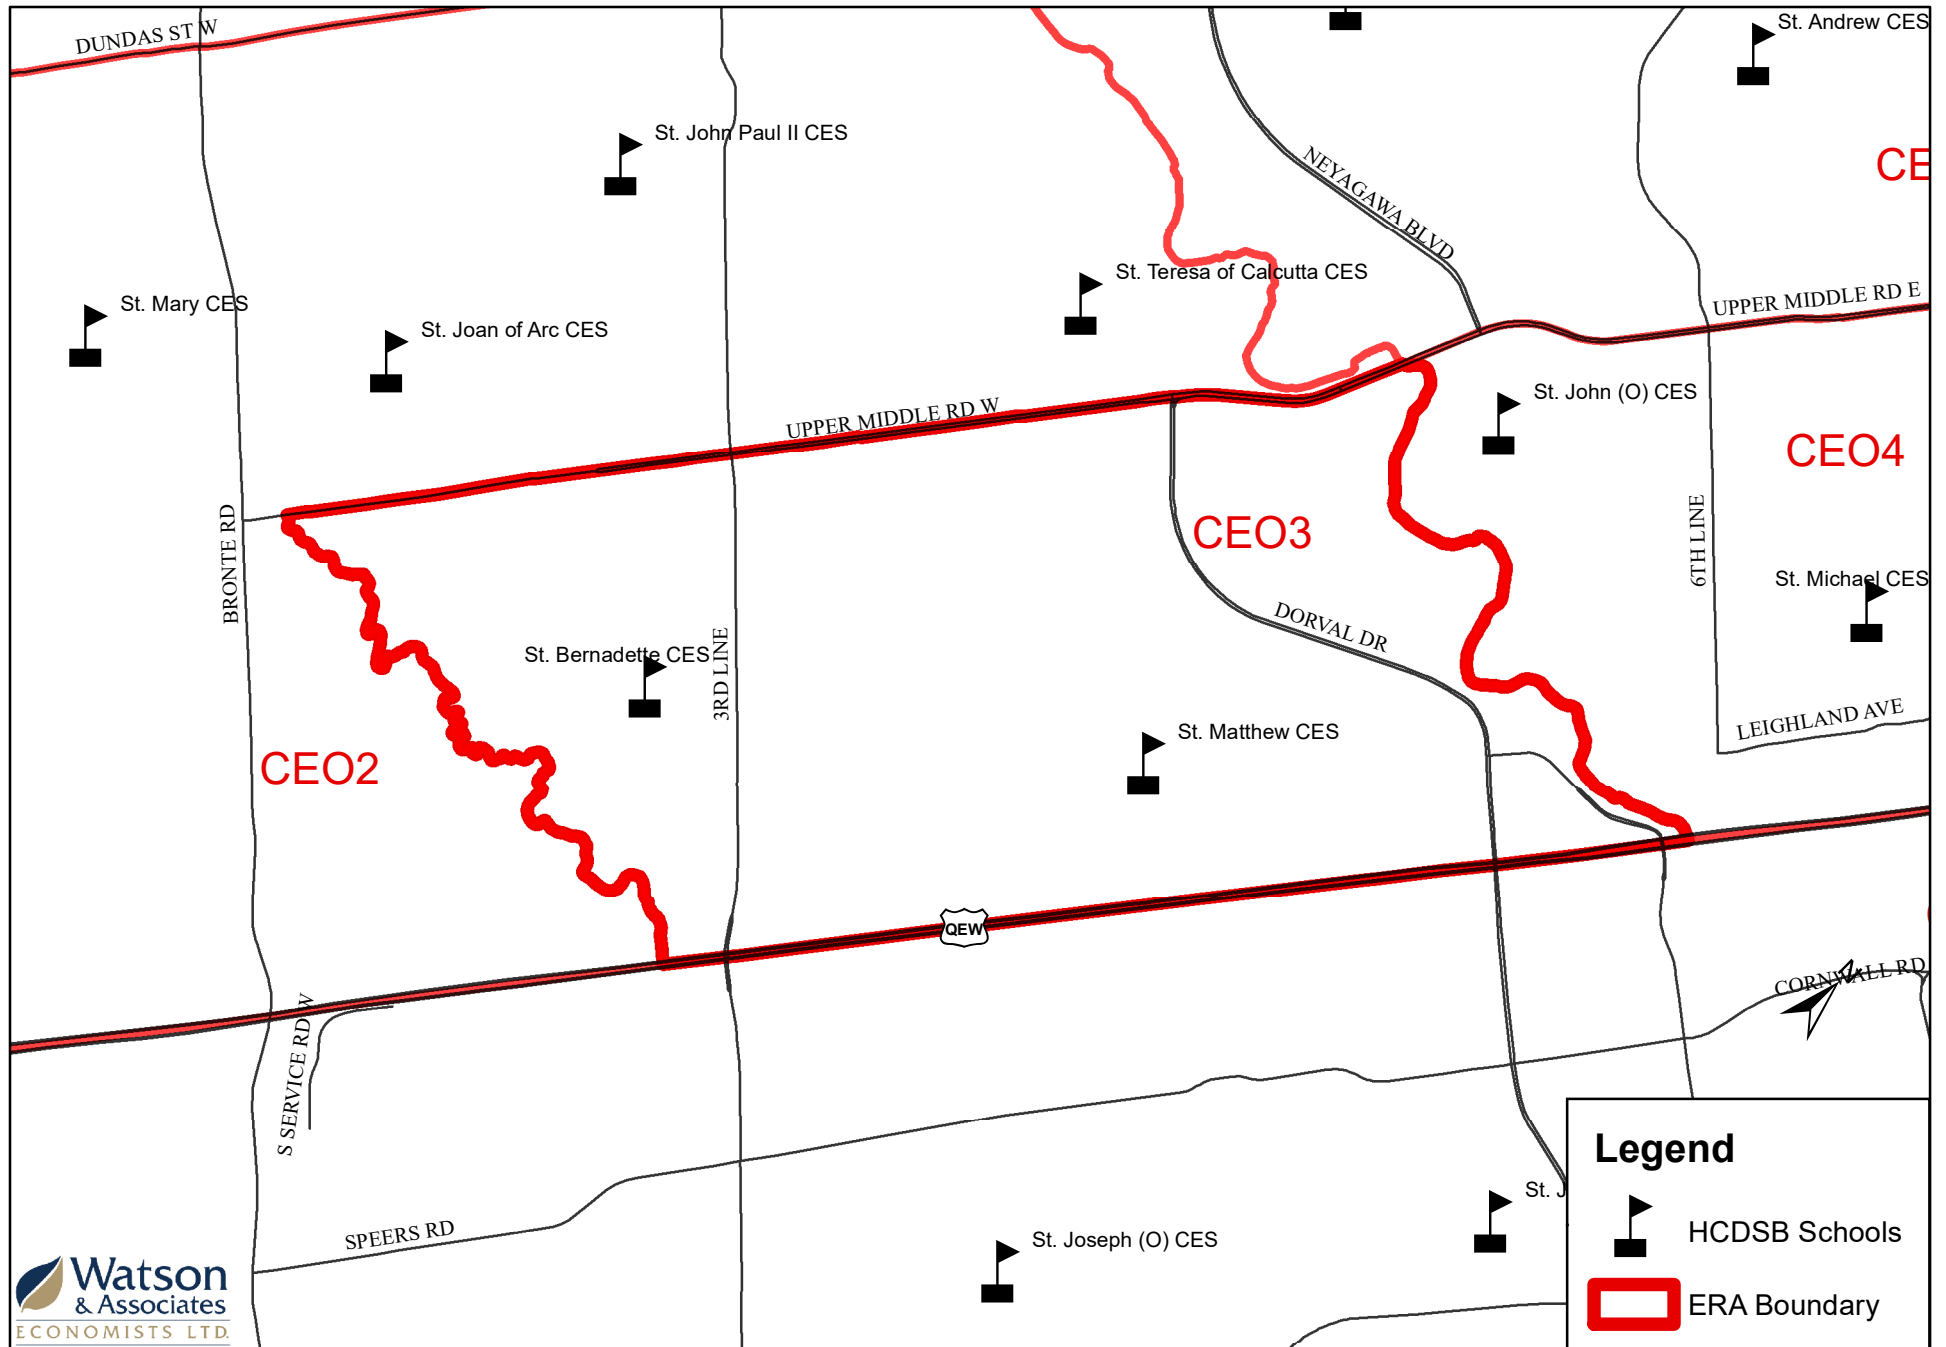 DUNDAS ST W
St. Andrew CES
St. John Paul II CES
NEYAGAWA BLVD
CE
St. Teresa of Calcutta CES
St. Mary CES
UPPER MIDDLE RD E
St. Joan of Arc CES
St. John (O) CES
UPPER MIDDLE RD W
CEO4
CEO3
BRONTE RD
6TH LINE
St. Michael CES
DORVAL DR
St. Bernadette CES
3RD LINE
LEIGHLAND AVE
St. Matthew CES
CEO2
QEW
CORNWALL RD
S SERVICE RD W
Legend
St. J
HCDSB Schools
SPEERS RD
St. Joseph (O) CES
ERA Boundary
Watson
& Associates
ECONOMISTS LTD.